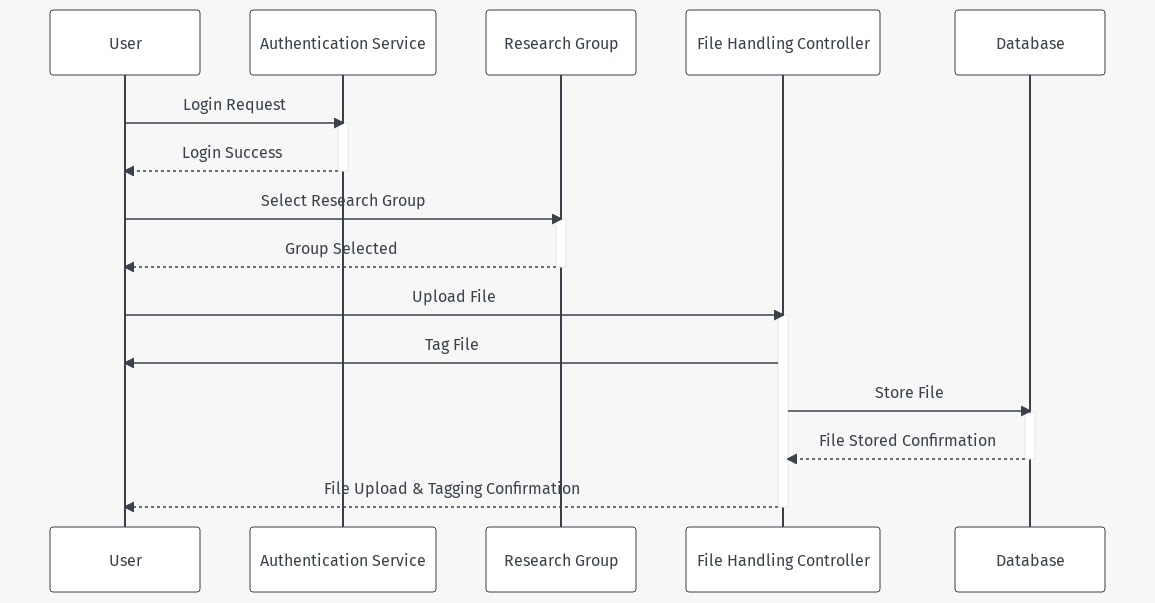 User
Authentication Service
Research Group
File Handling Controller
Database
Login Request
Login Success
Select Research Group
Group Selected
Upload File
Tag File
Store File
File Stored Confirmation
File Upload & Tagging Confirmation
User
Authentication Service
Research Group
File Handling Controller
Database